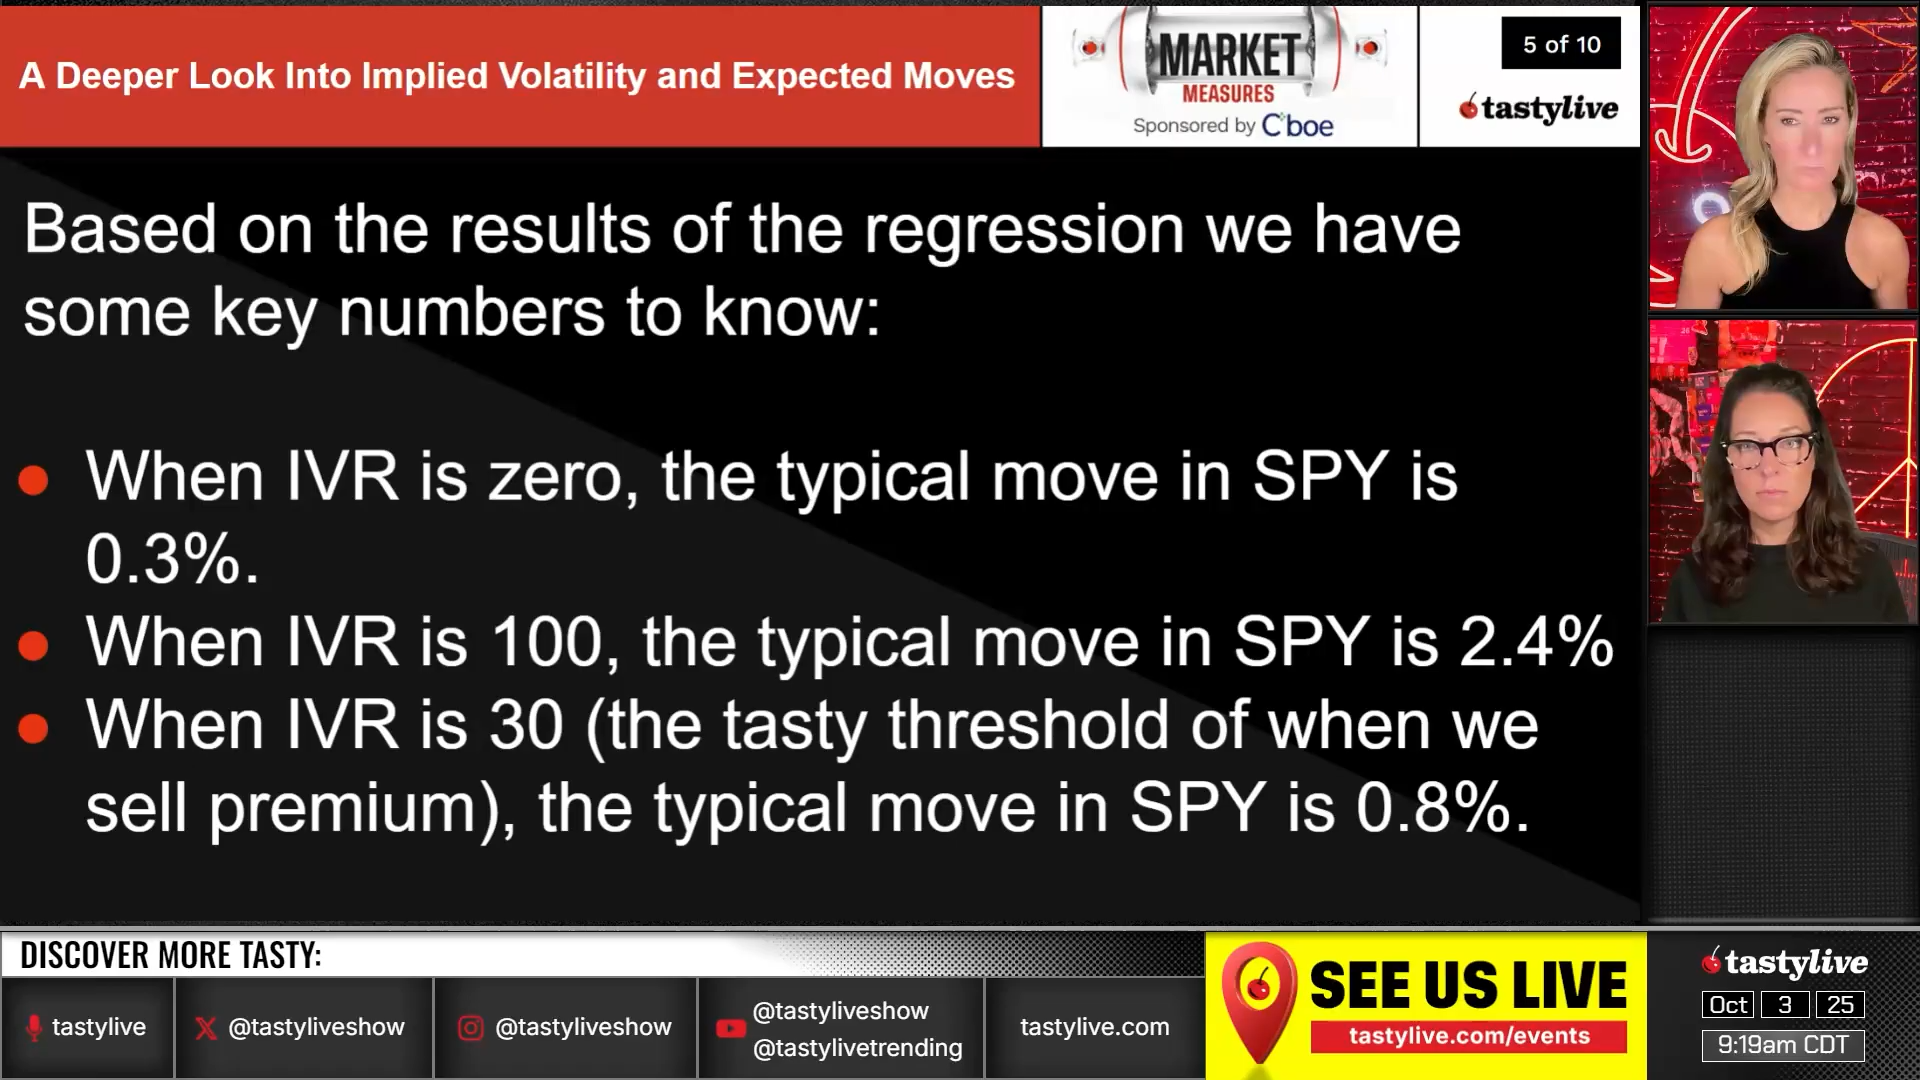 A Deeper Look Into Implied Volatility and Expected Moves
MARKET
MEASURES
Sponsored by Cboe
5 of 10
tastylive
Based on the results of the regression we have
some key numbers to know:
When IVR is zero, the typical move in SPY is
0.3%.
When IVR is 100, the typical move in SPY is 2.4%
When IVR is 30 (the tasty threshold of when we
sell premium), the typical move in SPY is 0.8%.
DISCOVER MORE TASTY:
tastylive
@tastyliveshow
@tastyliveshow
@tastyliveshow
@tastylivetrending
tastylive.com
SEE US LIVE
tastylive.com/events
tastylive
Oct 3 25
9:19am CDT